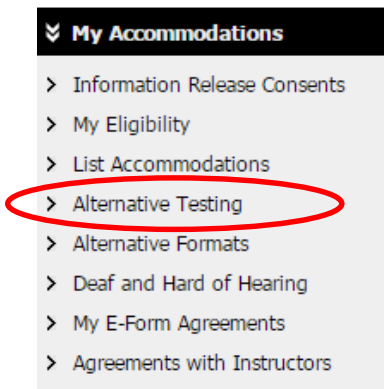 My Accommodations
Information Release Consents
My Eligibility
List Accommodations
Alternative Testing
Alternative Formats
Deaf and Hard of Hearing
My E-Form Agreements
Agreements with Instructors